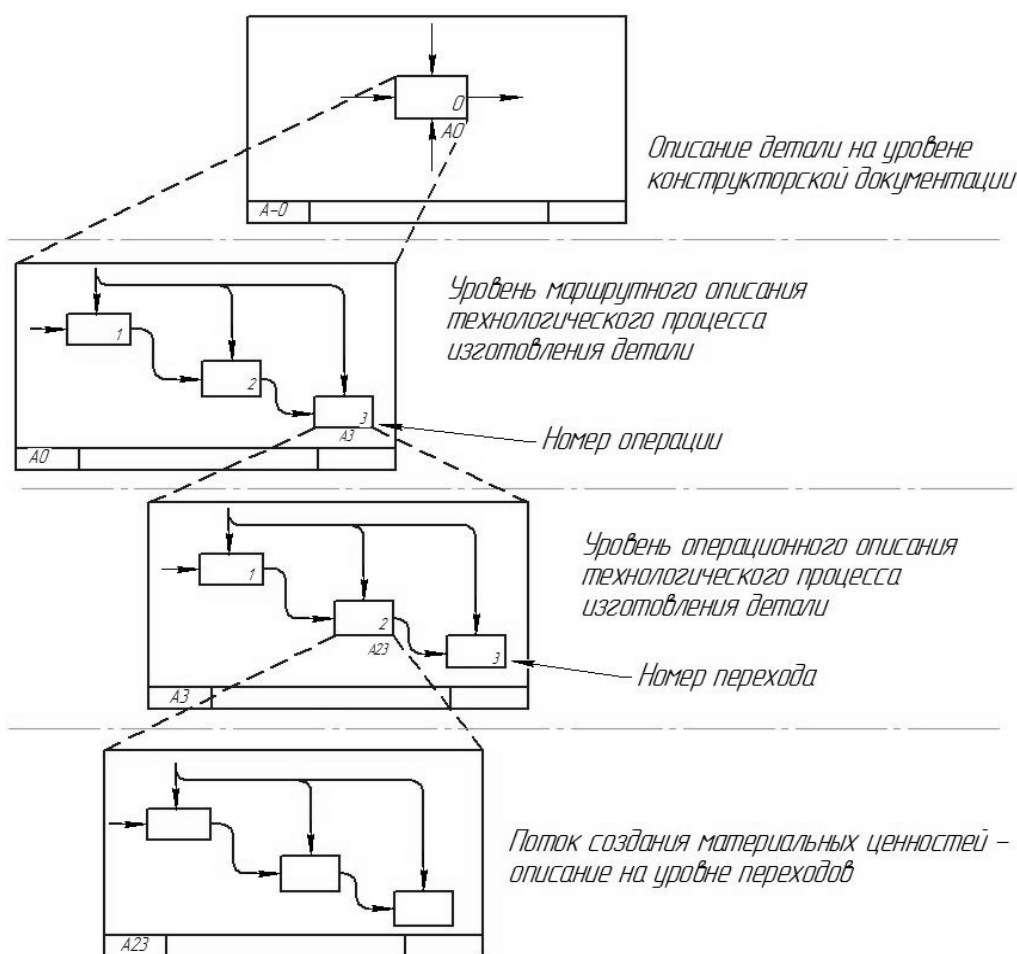 0
A0
Описание детали на уровене
конструкторской документации
A-0
Уровень маршрутного описания
технологического процесса
изготовления детали
1
2
3
A3
Номер операции
A0
Уровень операционного описания
технологического процесса
изготовления детали
1
2
A23
3
Номер перехода
A3
Поток создания материальных ценностей –
описание на уровне переходов
A23